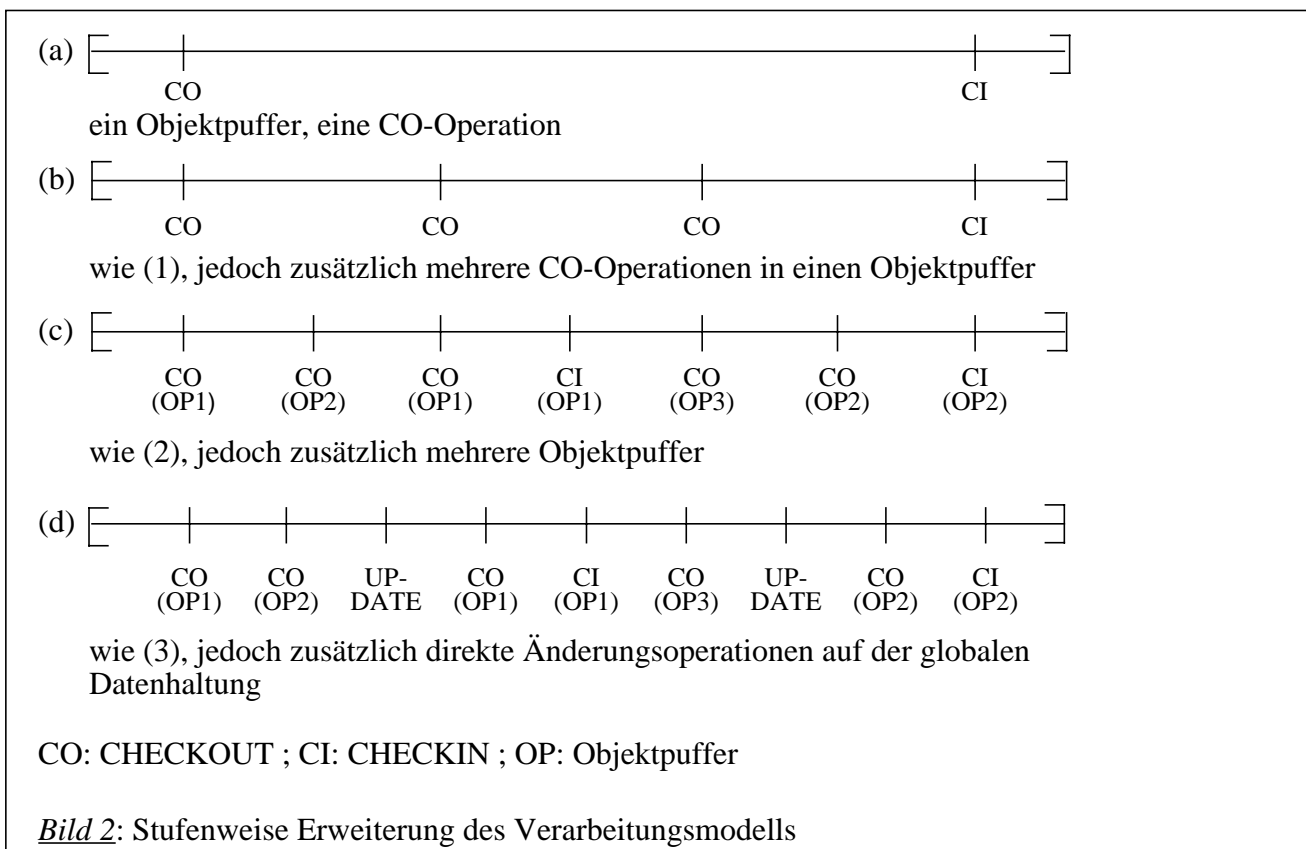 (a)
CO CI
ein Objektpuffer, eine CO-Operation
(b)
CO CO CO CI
wie (1), jedoch zusätzlich mehrere CO-Operationen in einen Objektpuffer
(c)
CO CO CO CI CO CO CI
(OP1) (OP2) (OP1) (OP1) (OP3) (OP2) (OP2)
wie (2), jedoch zusätzlich mehrere Objektpuffer
(d)
CO CO UP- CO CI CO UP- CO CI
(OP1) (OP2) DATE (OP1) (OP1) (OP3) DATE (OP2) (OP2)
wie (3), jedoch zusätzlich direkte Änderungsoperationen auf der globalen
Datenhaltung
CO: CHECKOUT ; CI: CHECKIN ; OP: Objektpuffer
Bild 2: Stufenweise Erweiterung des Verarbeitungsmodells